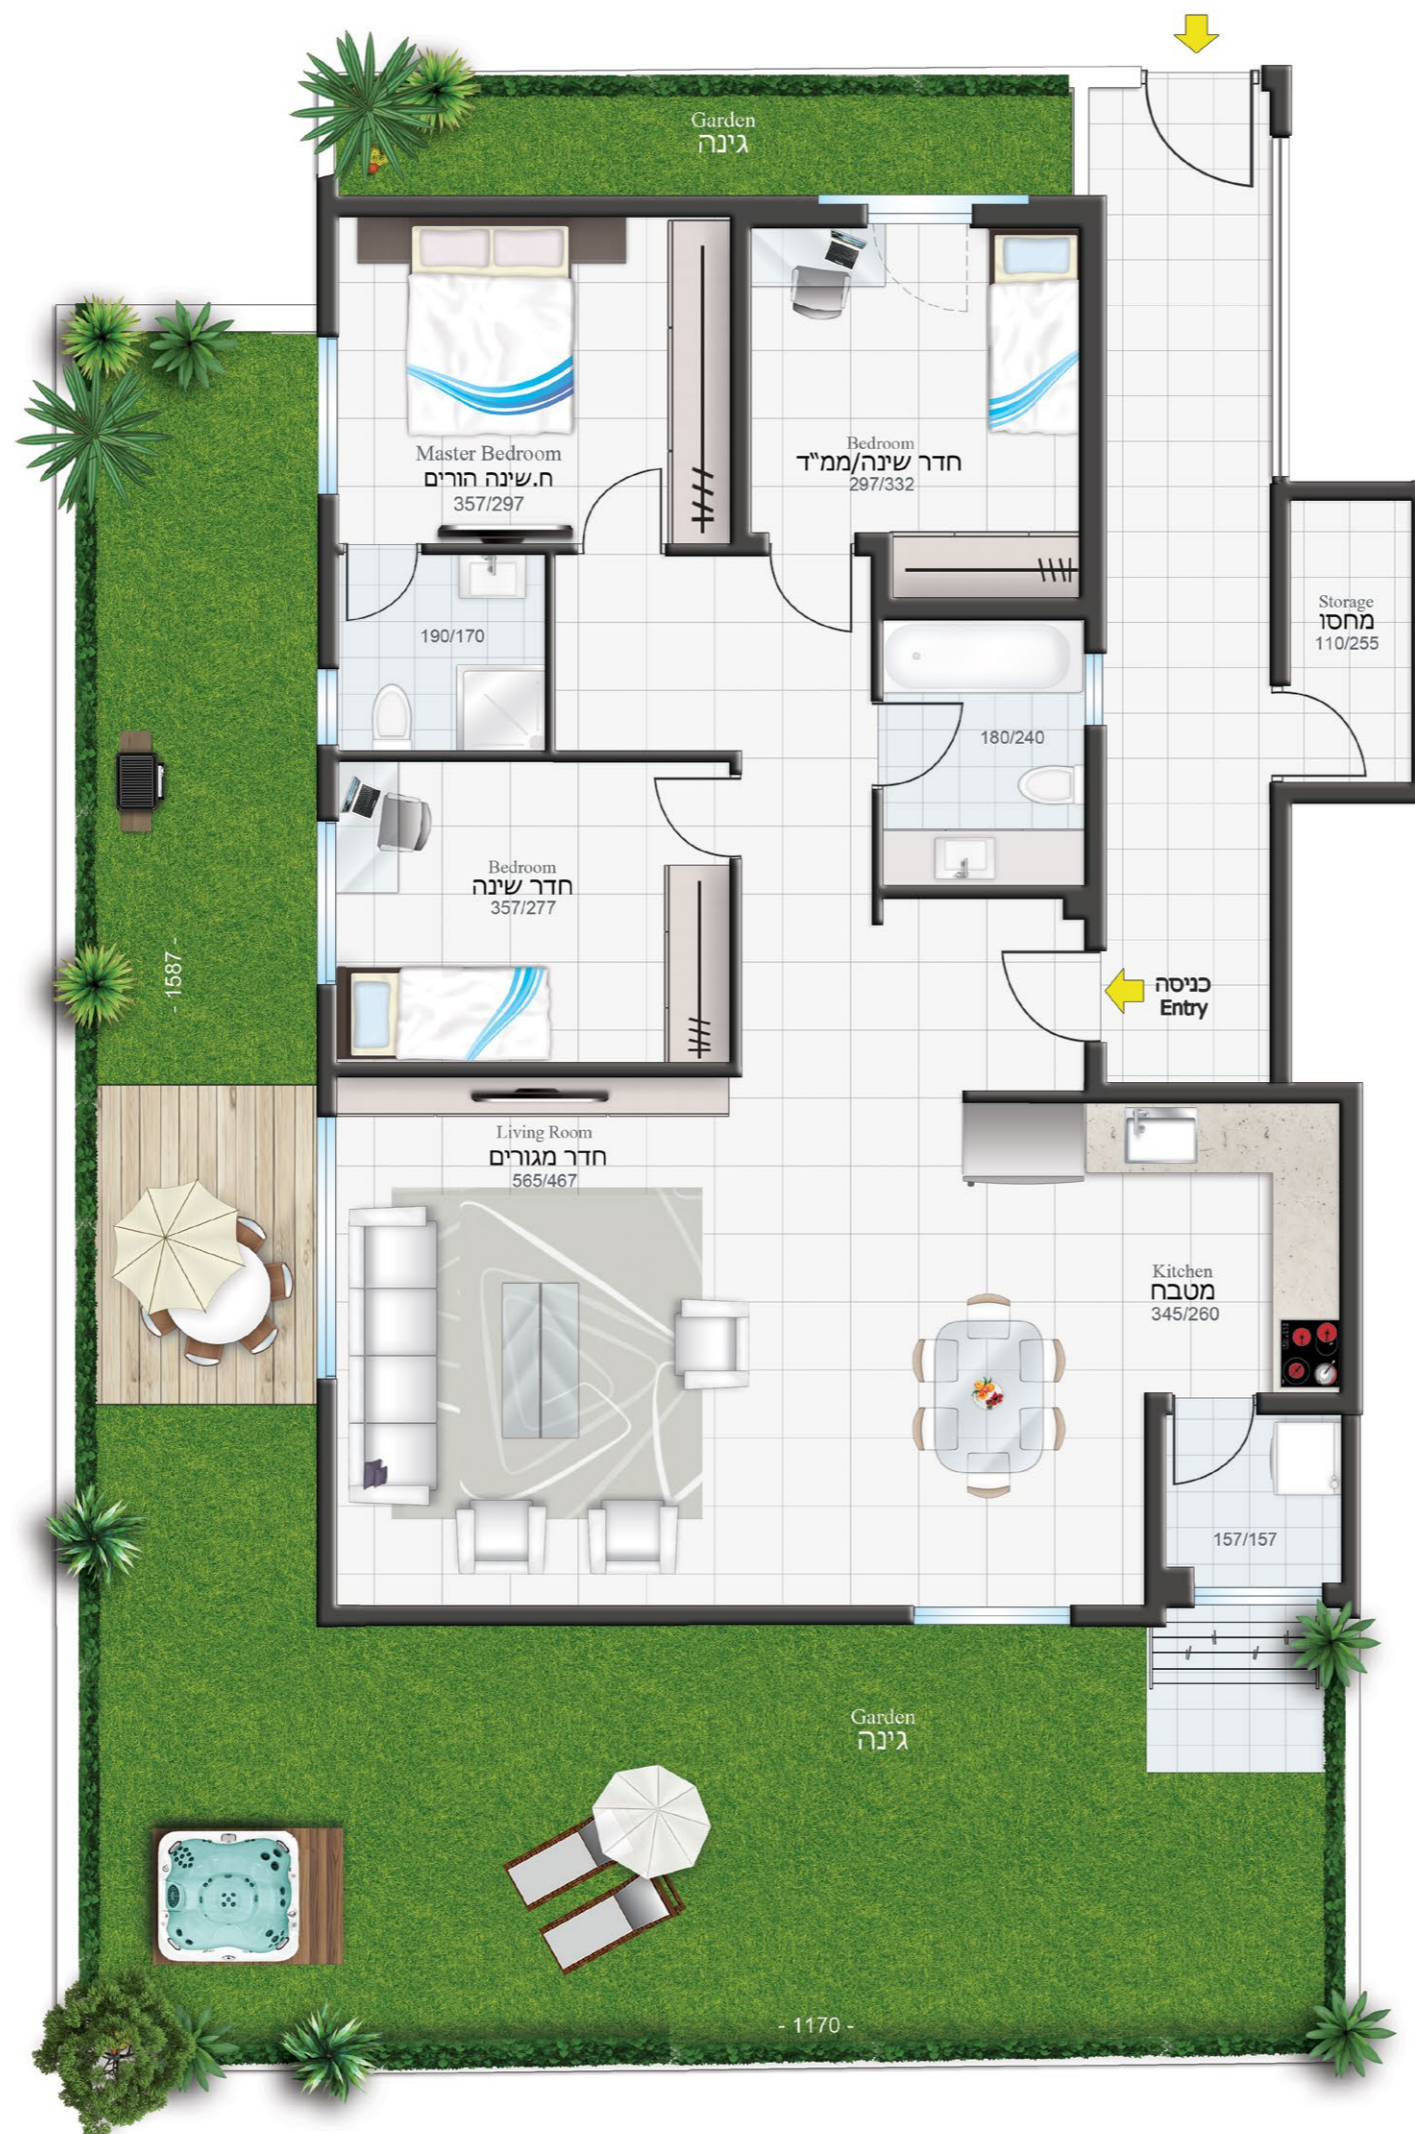 Garden
גינה
Master Bedroom
ח.שינה הורים
357/297
Bedroom
חדר שינה/ממ"ד
297/332
Storage
מחסו
110/255
190/170
180/240
Bedroom
חדר שינה
357/277
- 1587 -
כניסה
Entry
Living Room
חדר מגורים
565/467
Kitchen
מטבח
345/260
157/157
Garden
גינה
- 1170 -